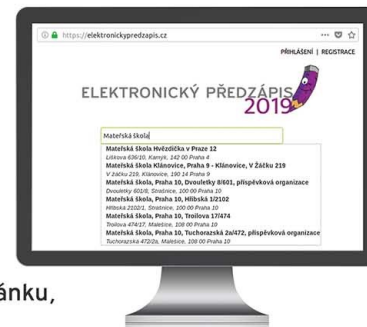 https://elektronickypredzapis.cz
PŘIHLÁŠENÍ | REGISTRACE
ELEKTRONICKÝ PŘEDZÁPIS
2019
Mateřská škola
Mateřská škola Hvězdička v Praze 12
Liškova 636/10, Kamýk, 142 00 Praha 4
Mateřská škola Klánovice, Praha 9 - Klánovice, V Žáčku 219
V žáčku 219, Klánovice, 190 14 Praha 9
Mateřská škola, Praha 10, Dvouletky 8/601, příspěvková organizace
Dvouletky 601/8, Strašnice, 100 00 Praha 10
Mateřská škola, Praha 10, Hlibská 1/2102
Hlibská 2102/1, Strašnice, 100 00 Praha 10
Mateřská škola, Praha 10, Troilova 17/474
Troilova 474/17, Malešice, 108 00 Praha 10
Mateřská škola, Praha 10, Tuchorazská 2a/472, příspěvková organizace
Tuchorazská 472/2a, Malešice, 108 00 Praha 10
ánku,